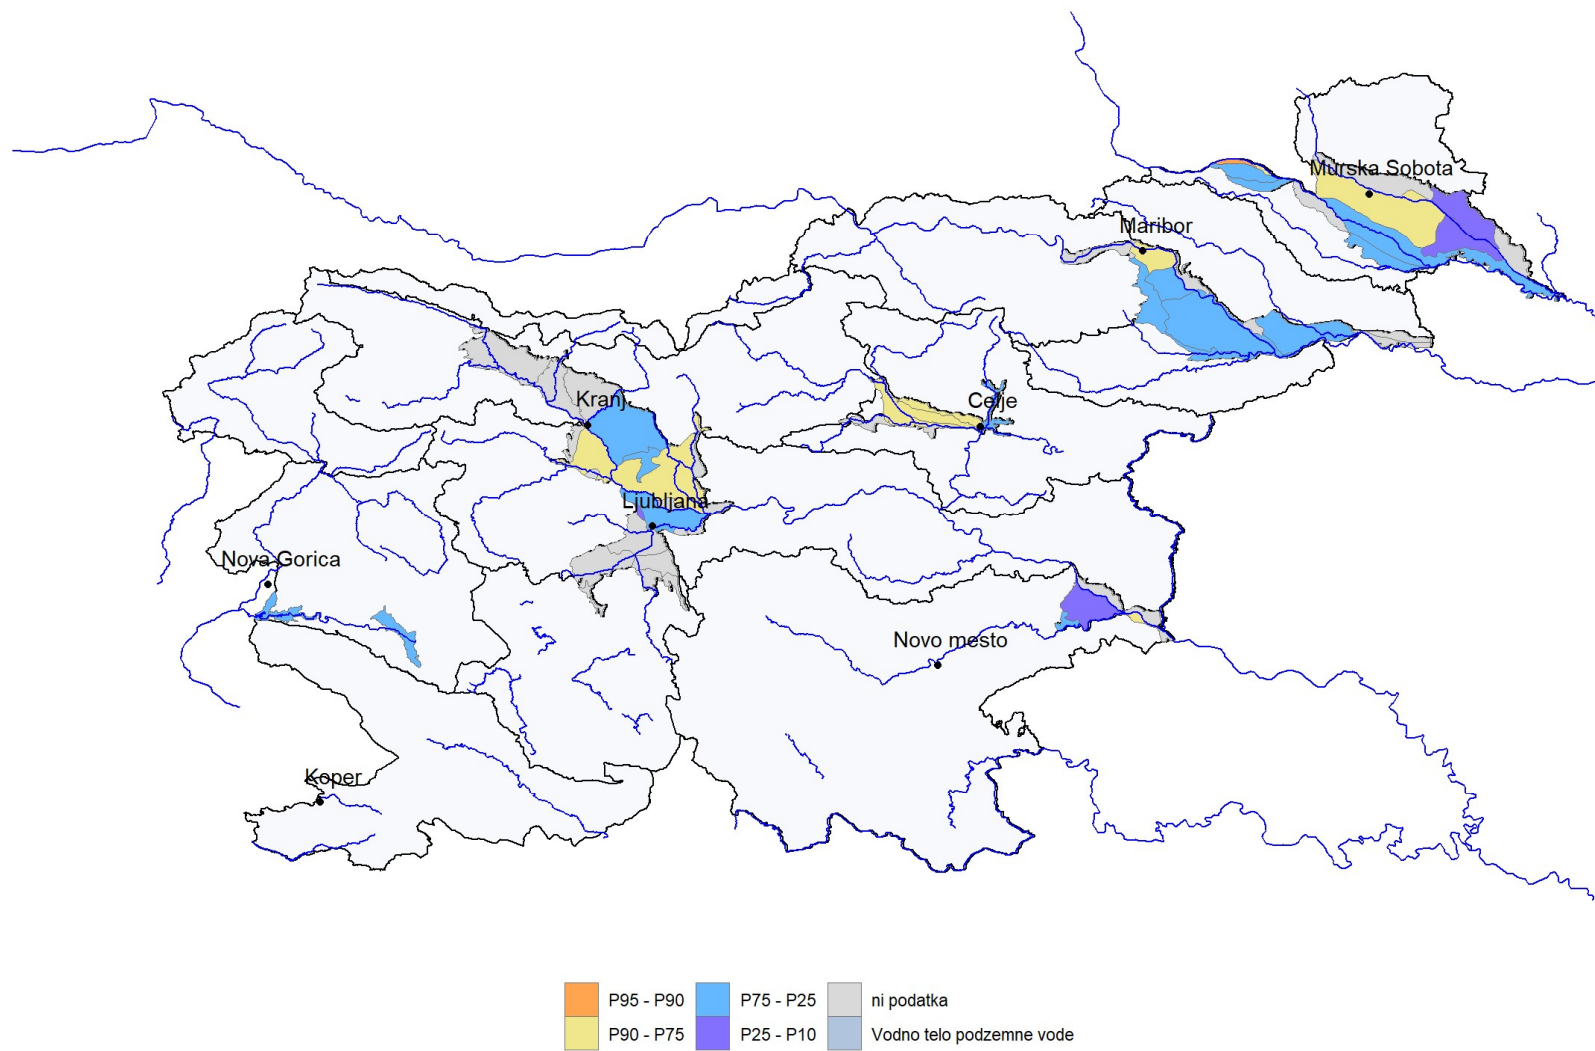 Murska Sobota
Maribor
Kranj
Celje
Ljubljana
Nova Gorica
Novo mesto
Koper
P95 - P90
P75 - P25
ni podatka
P90 - P75
P25 - P10
Vodno telo podzemne vode